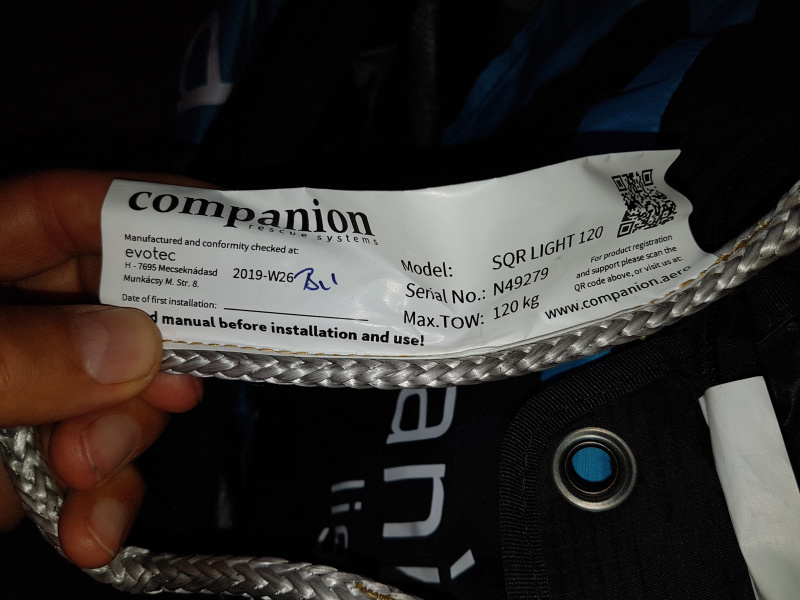 companion
rescue systems
Manufactured and conformity checked at:
evotec
H - 7695 Mecseknádasd
Munkácsy M. Str. 8.
2019-W26
Date of first installation:
d manual before installation and use!
Model: SQR LIGHT 120
Serial No.: N49279
Max.TOW: 120 kg
For product registration
and support please scan the
QR code above, or visit us at:
www.companion.aero
an